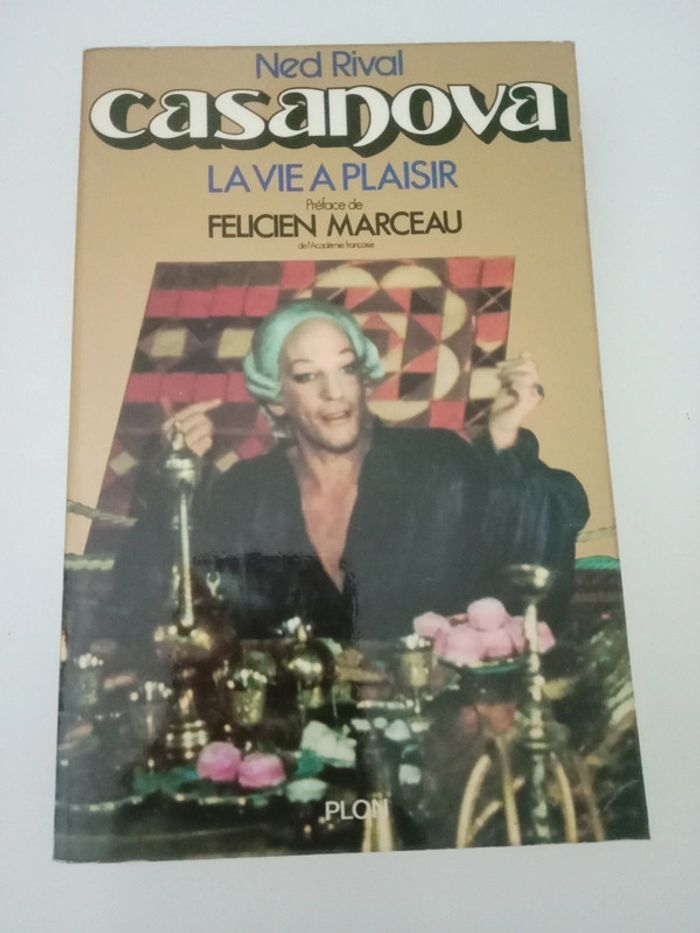 Ned Rival
casanova
LA VIE A PLAISIR
Préface de
FELICIEN MARCEAU
de l'Académie française
PLON